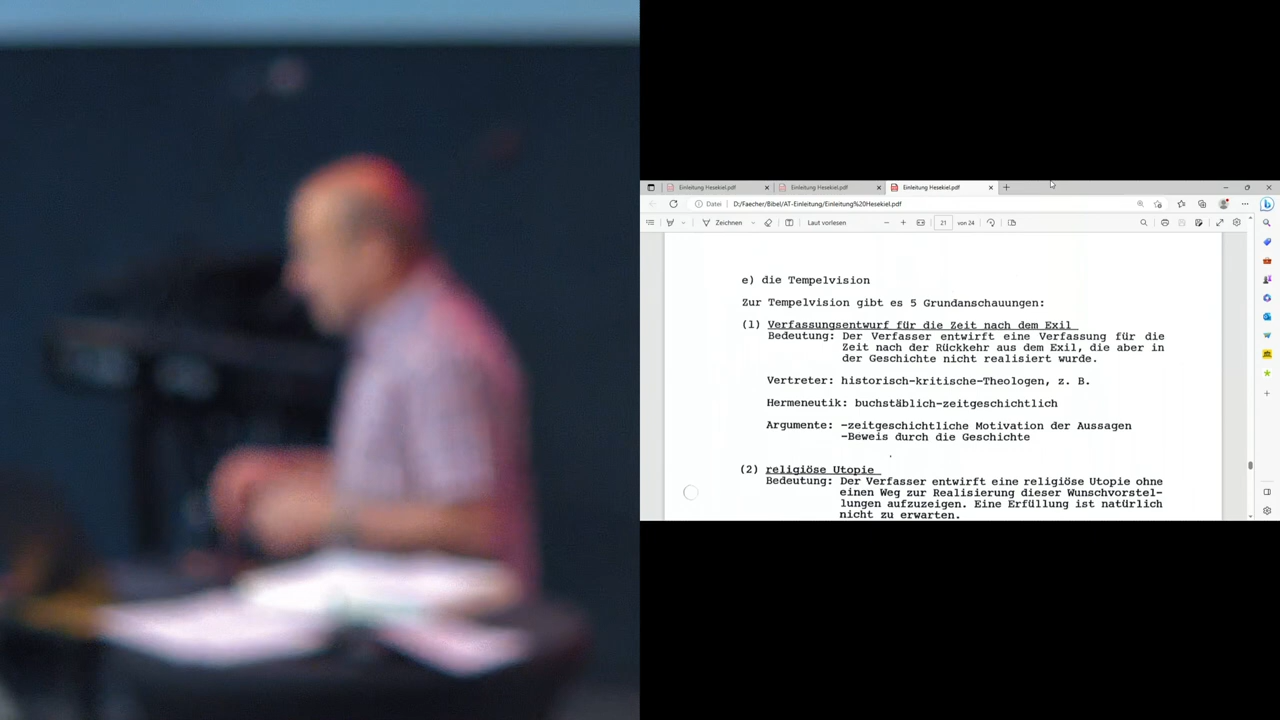 Einleitung Hesekiel.pdf
Einleitung Hesekiel.pdf
Einleitung Hesekiel.pdf
Datei D:/Faecher/Bibel/AT-Einleitung/Einleitung%20Hesekiel.pdf
Zeichnen Laut vorlesen 21 von 24
e) die Tempelvision
Zur Tempelvision gibt es 5 Grundanschauungen:
(1) Verfassungsentwurf für die Zeit nach dem Exil
Bedeutung: Der Verfasser entwirft eine Verfassung für die
Zeit nach der Rückkehr aus dem Exil, die aber in
der Geschichte nicht realisiert wurde.
Vertreter: historisch-kritische-Theologen, z. B.
Hermeneutik: buchstäblich-zeitgeschichtlich
Argumente: -zeitgeschichtliche Motivation der Aussagen
-Beweis durch die Geschichte
(2) religiöse Utopie
Bedeutung: Der Verfasser entwirft eine religiöse Utopie ohne
einen Weg zur Realisierung dieser Wunschvorstel-
lungen aufzuzeigen. Eine Erfüllung ist natürlich
nicht zu erwarten.